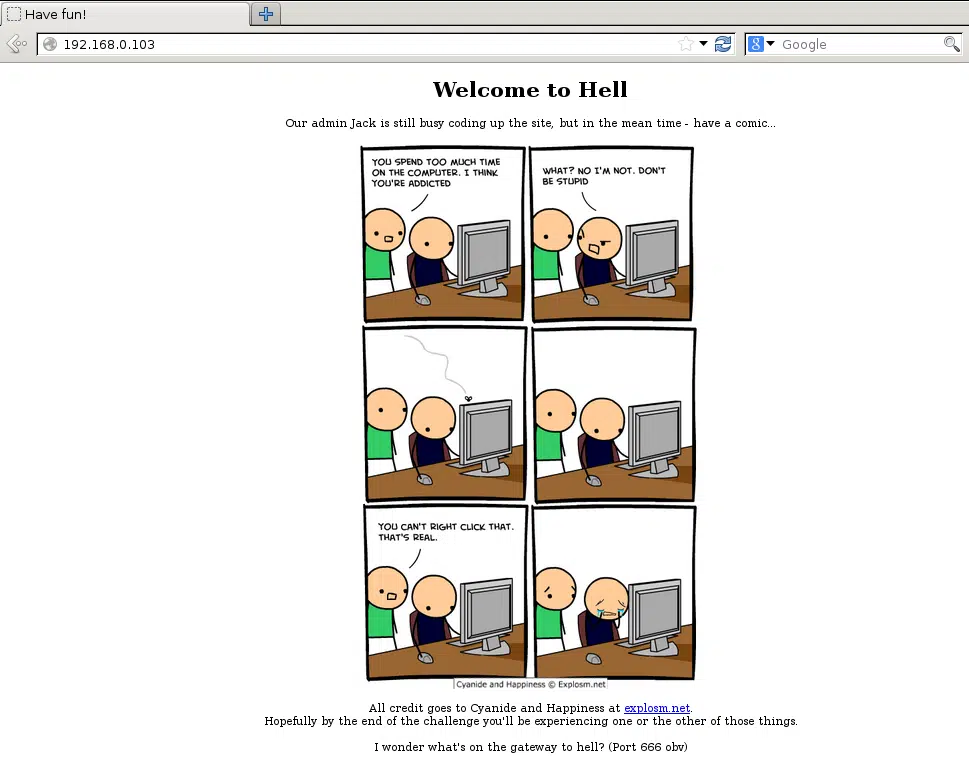 Have fun!
192.168.0.103
Google
Welcome to Hell
Our admin Jack is still busy coding up the site, but in the mean time - have a comic...
YOU SPEND TOO MUCH TIME
ON THE COMPUTER. I THINK
YOU'RE ADDICTED
WHAT? NO I'M NOT. DON'T
BE STUPID
YOU CAN'T RIGHT CLICK THAT.
THAT'S REAL.
Cyanide and Happiness © Explosm.net
All credit goes to Cyanide and Happiness at explosm.net.
Hopefully by the end of the challenge you'll be experiencing one or the other of those things.
I wonder what's on the gateway to hell? (Port 666 obv)